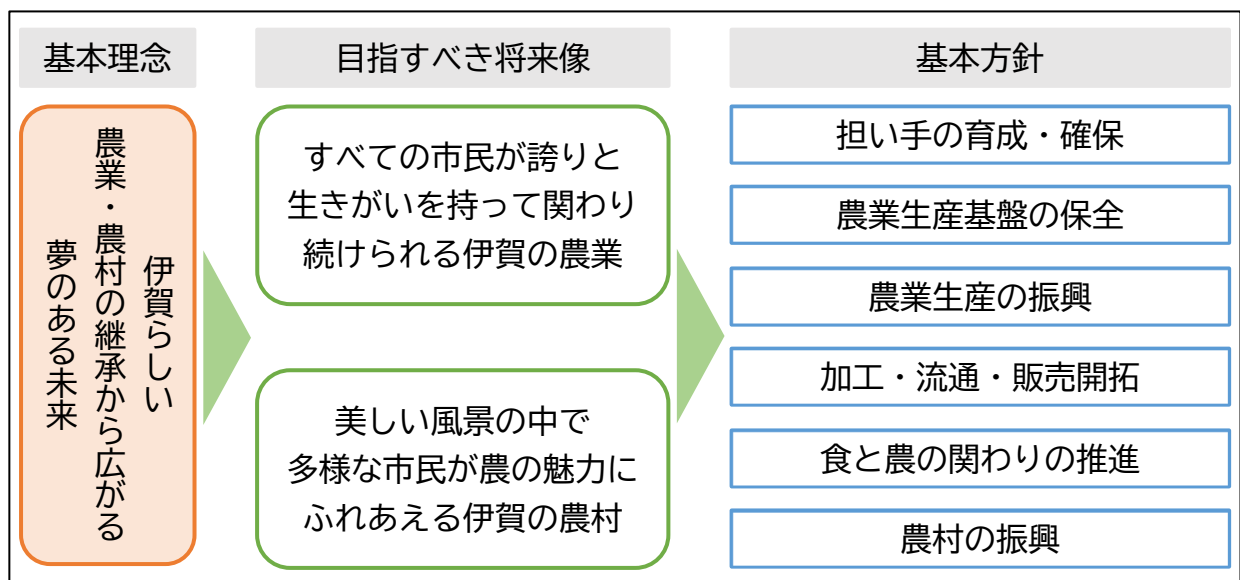 基本理念
伊賀らしい
農業・農村の継承から広がる
夢のある未来
目指すべき将来像
すべての市民が誇りと
生きがいを持って関わり
続けられる伊賀の農業
美しい風景の中で
多様な市民が農の魅力に
ふれあえる伊賀の農村
基本方針
担い手の育成・確保
農業生産基盤の保全
農業生産の振興
加工・流通・販売開拓
食と農の関わりの推進
農村の振興